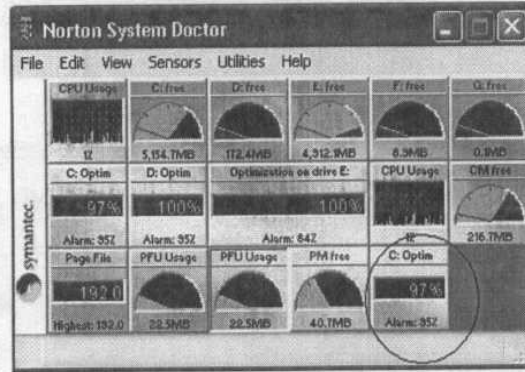 Norton System Doctor
File Edit View Sensors Utilities Help
CPU Usage C: free D: free E: free F: free G: free
1% 5,154.7MB 172.4MB 4,912.1MB 8.9MB 0.1MB
C: Optim D: Optim Optimization on drive E: CPU Usage CM free
97% 100% 100%
Alarm: 95% Alarm: 95% Alarm: 84% 1% 216.7MB
Page File PFU Usage PFU Usage PM free C: Optim
192.0 97%
Highest: 192.0 22.5MB 22.5MB 40.7MB Alarm: 95%
symantec.